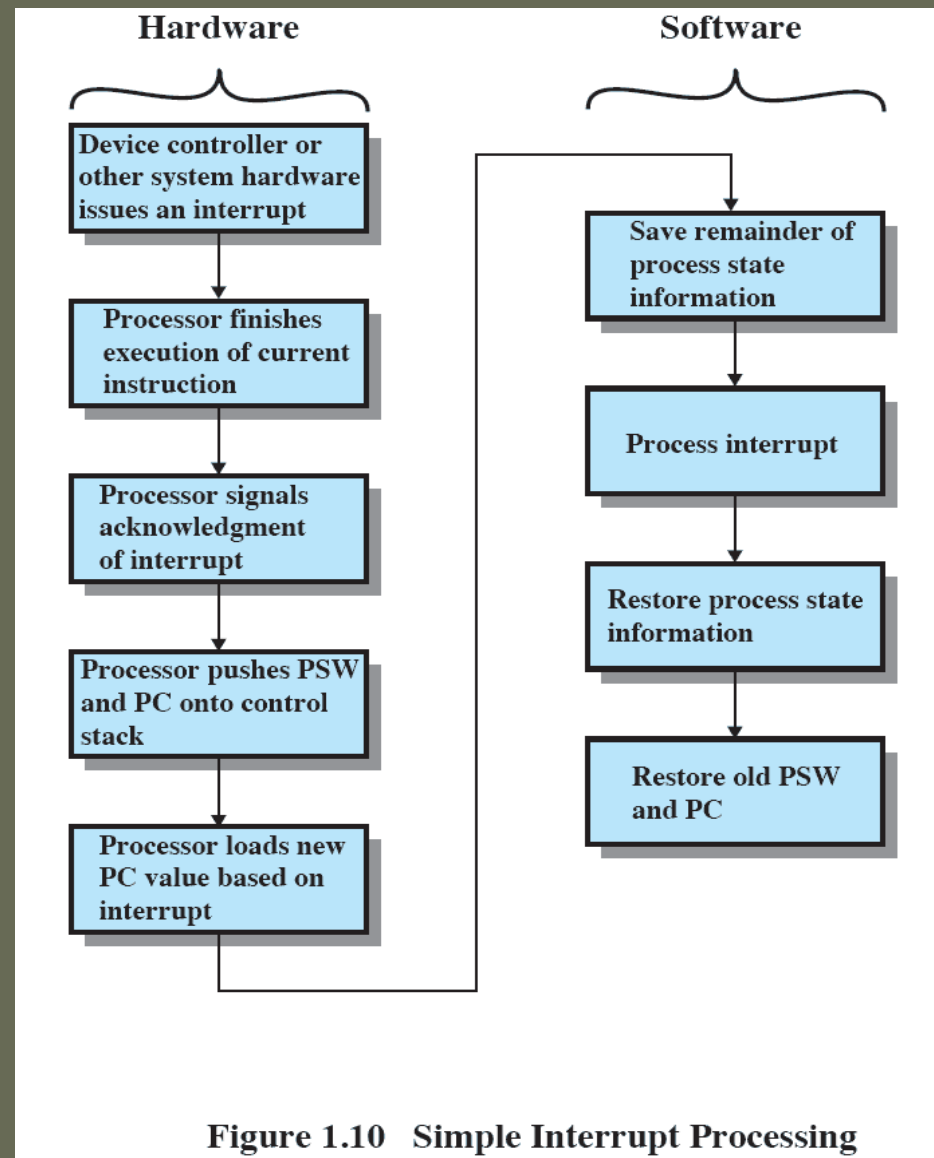 Hardware
Device controller or
other system hardware
issues an interrupt
Processor finishes
execution of current
instruction
Processor signals
acknowledgment
of interrupt
Processor pushes PSW
and PC onto control
stack
Processor loads new
PC value based on
interrupt
Software
Save remainder of
process state
information
Process interrupt
Restore process state
information
Restore old PSW
and PC
Figure 1.10 Simple Interrupt Processing